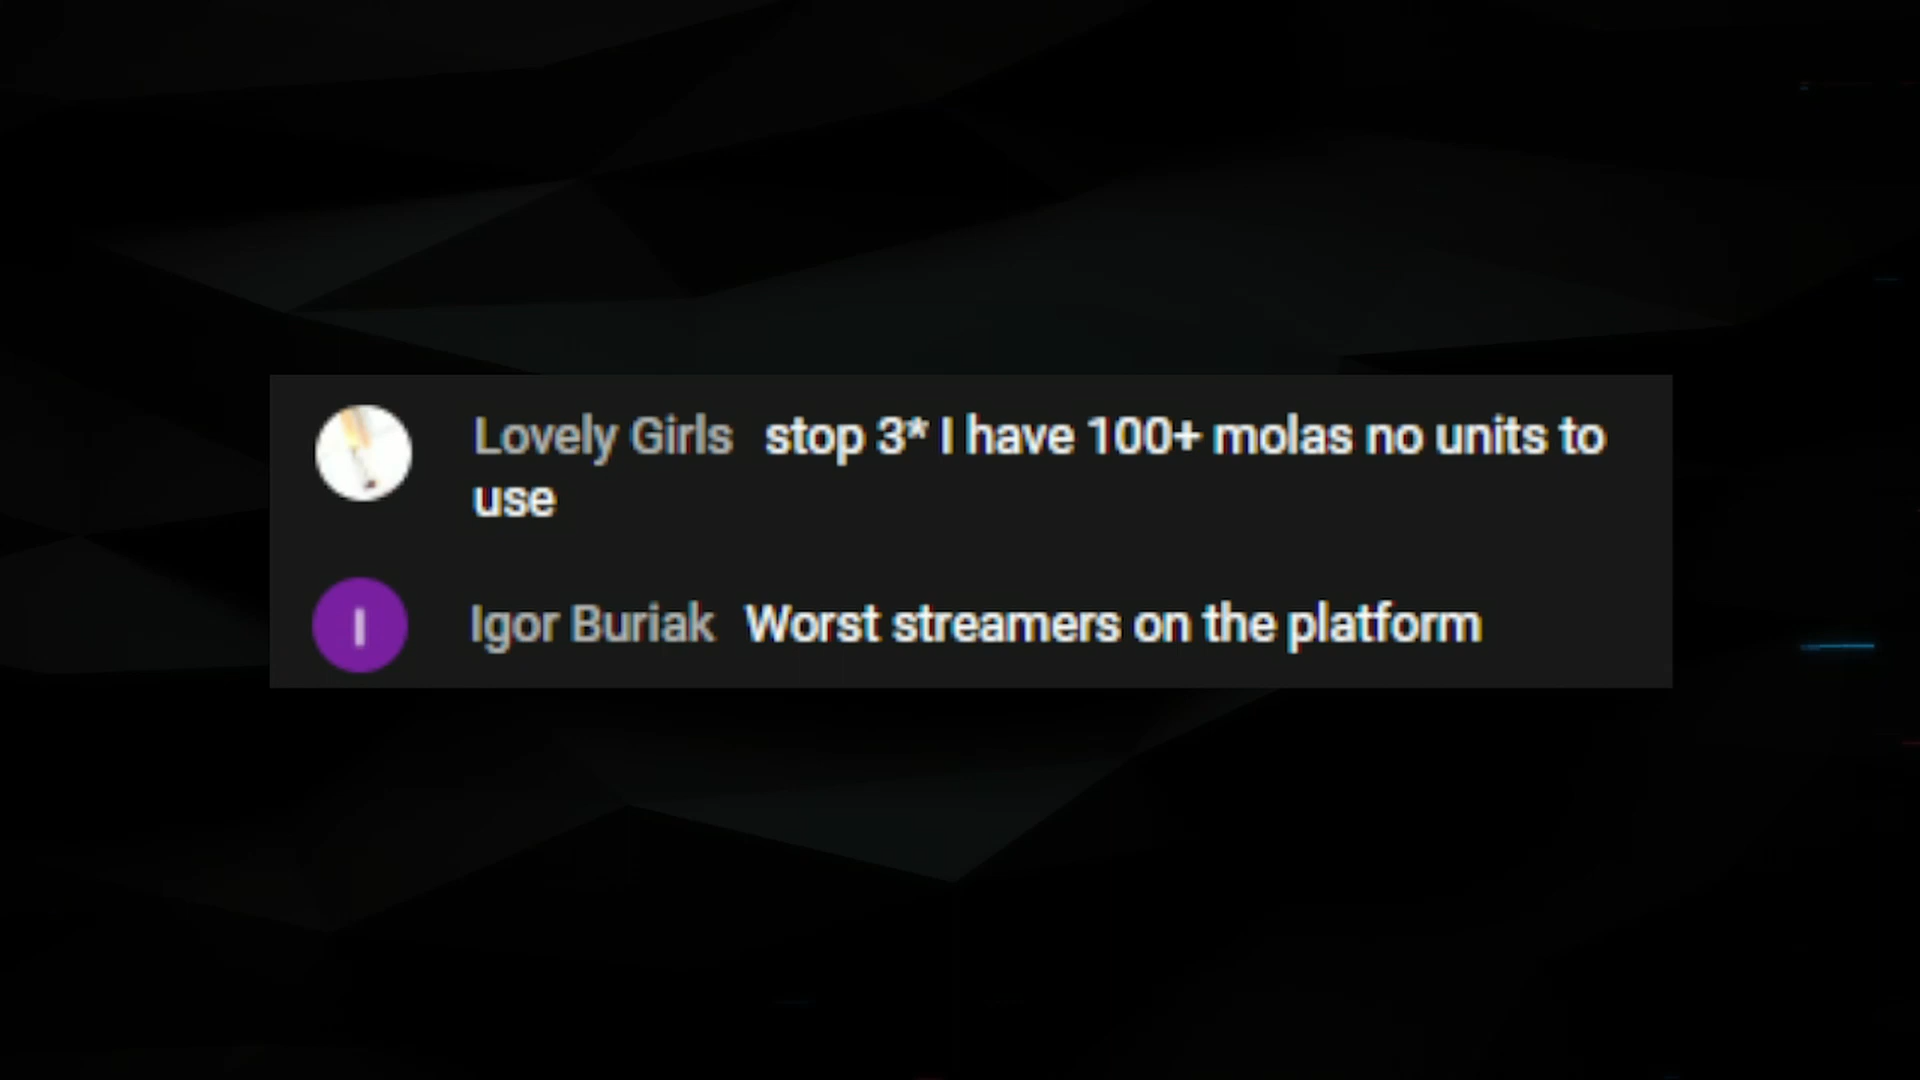 Lovely Girls stop 3* I have 100+ molas no units to
use
I
Igor Buriak Worst streamers on the platform